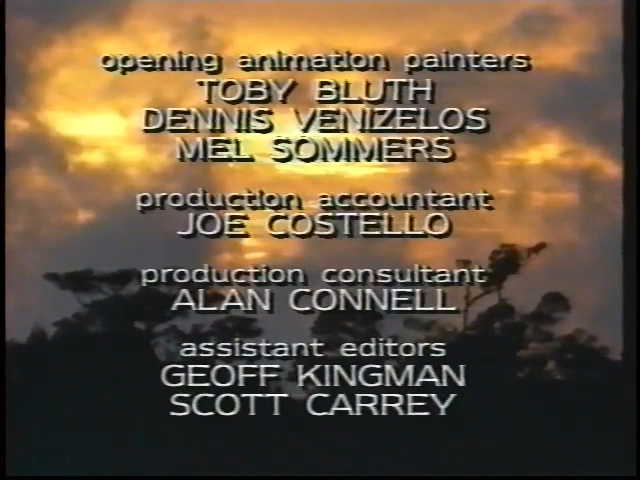 opening animation painters
TOBY BLUTH
DENNIS VENIZELOS
MEL SOMMERS
production accountant
JOE COSTELLO
production consultant
ALAN CONNELL
assistant editors
GEOFF KINGMAN
SCOTT CARREY